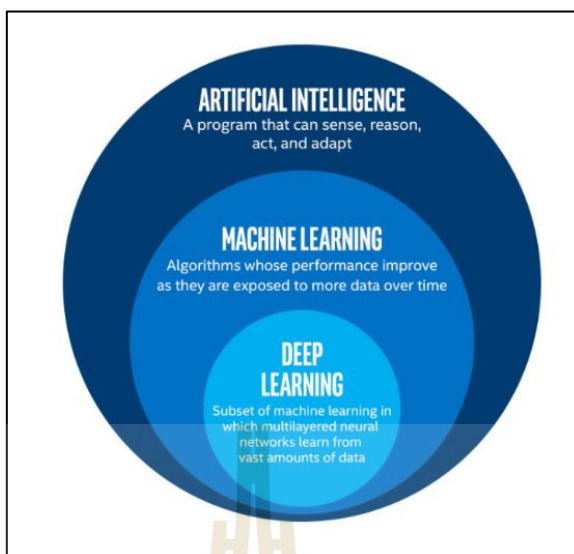 ARTIFICIAL INTELLIGENCE
A program that can sense, reason,
act, and adapt
MACHINE LEARNING
Algorithms whose performance improve
as they are exposed to more data over time
DEEP
LEARNING
Subset of machine learning in
which multilayered neural
networks learn from
vast amounts of data